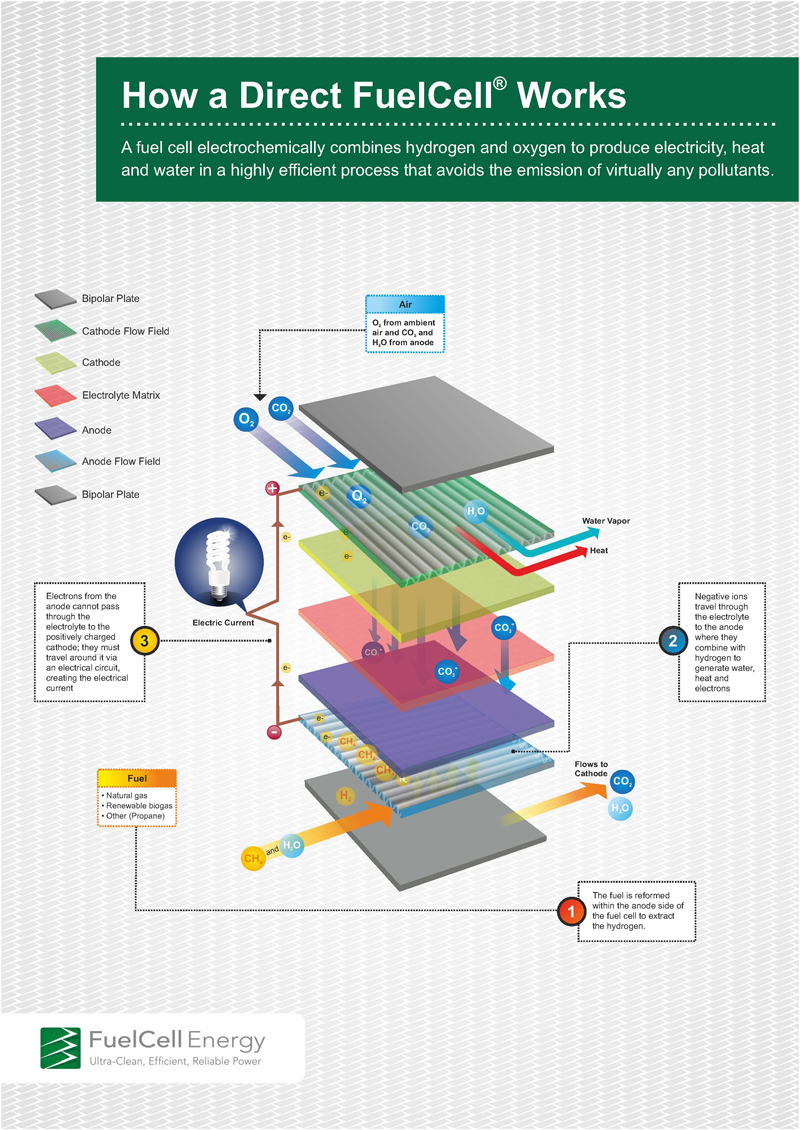 How a Direct FuelCell® Works
A fuel cell electrochemically combines hydrogen and oxygen to produce electricity, heat
and water in a highly efficient process that avoids the emission of virtually any pollutants.
Bipolar Plate
Cathode Flow Field
Cathode
Electrolyte Matrix
Anode
Anode Flow Field
Bipolar Plate
Air
O₂ from ambient
air and CO₂ and
H₂O from anode
O₂
CO₂
+
e-
O₂
CO₂
H₂O
Water Vapor
Heat
e-
e-
Electric Current
Electrons from the
anode cannot pass
through the
electrolyte to the
positively charged
cathode; they must
travel around it via
an electrical circuit,
creating the electrical
current
3
Negative ions
travel through
the electrolyte
to the anode
where they
combine with
hydrogen to
generate water,
heat and
electrons
2
e-
-
e-
e-
CH₄
CH₄
CH₄
H₂
Flows to
Cathode
CO₂
H₂O
Fuel
• Natural gas
• Renewable biogas
• Other (Propane)
CH₄ and H₂O
1
The fuel is reformed
within the anode side of
the fuel cell to extract
the hydrogen.
FuelCell Energy
Ultra-Clean, Efficient, Reliable Power